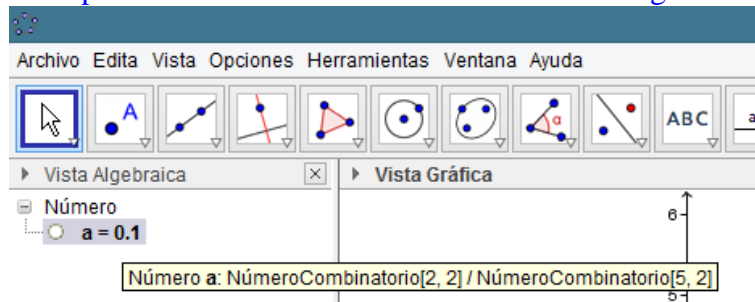 Archivo Edita Vista Opciones Herramientas Ventana Ayuda
A
α
ABC
a
Vista Algebraica
Vista Gráfica
Número
a = 0.1
6
Número a: NúmeroCombinatorio[2, 2] / NúmeroCombinatorio[5, 2]
5